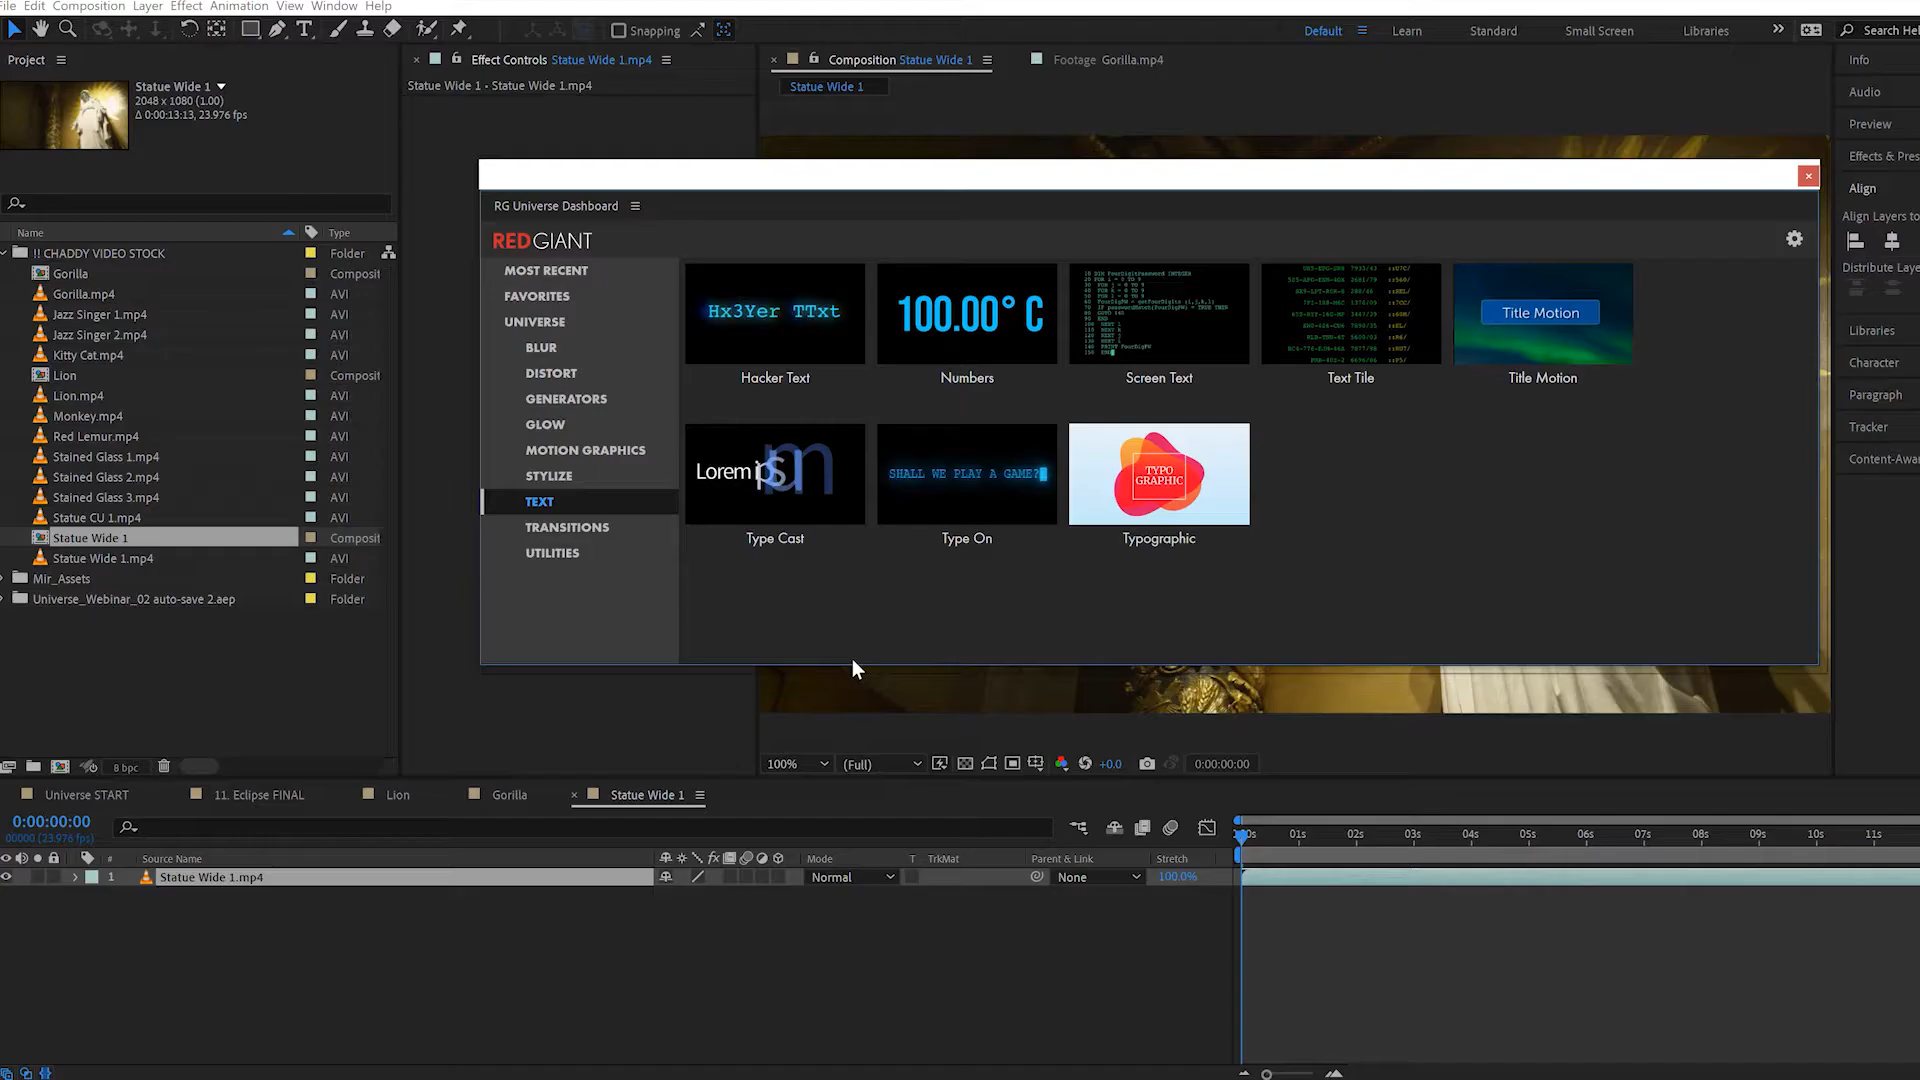 File Edit Composition Layer Effect Animation View Window Help
Snapping
Default
Learn
Standard
Small Screen
Libraries
Search Hel
Project
Effect Controls Statue Wide 1.mp4
Composition Statue Wide 1
Footage Gorilla.mp4
Info
Statue Wide 1
2048 x 1080 (1.00)
Δ 0:00:13:13, 23.976 fps
Statue Wide 1 • Statue Wide 1.mp4
Statue Wide 1
Audio
Preview
Effects & Pres
Align
Align Layers to
Distribute Laye
Libraries
Character
Paragraph
Tracker
Content-Awar
Name
Type
!! CHADDY VIDEO STOCK Folder
Gorilla Composit
Gorilla.mp4 AVI
Jazz Singer 1.mp4 AVI
Jazz Singer 2.mp4 AVI
Kitty Cat.mp4 AVI
Lion Composit
Lion.mp4 AVI
Monkey.mp4 AVI
Red Lemur.mp4 AVI
Stained Glass 1.mp4 AVI
Stained Glass 2.mp4 AVI
Stained Glass 3.mp4 AVI
Statue CU 1.mp4 AVI
Statue Wide 1 Composit
Statue Wide 1.mp4 AVI
Mir_Assets Folder
Universe_Webinar_02 auto-save 2.aep Folder
RG Universe Dashboard
REDGIANT
MOST RECENT
FAVORITES
UNIVERSE
BLUR
DISTORT
GENERATORS
GLOW
MOTION GRAPHICS
STYLIZE
TEXT
TRANSITIONS
UTILITIES
Hx3Yer TTxt
100.00° C
Title Motion
Hacker Text
Numbers
Screen Text
Text Tile
Title Motion
Lorem ipsum
SHALL WE PLAY A GAME?
TYPO
GRAPHIC
Type Cast
Type On
Typographic
8 bpc
100%
(Full)
+0.0
0:00:00:00
Universe START
11. Eclipse FINAL
Lion
Gorilla
Statue Wide 1
0:00:00:00
00000 (23.976 fps)
01s 02s 03s 04s 05s 06s 07s 08s 09s 10s 11s
# Source Name
fx
Mode
T TrkMat
Parent & Link
Stretch
1 Statue Wide 1.mp4
Normal
None
100.0%